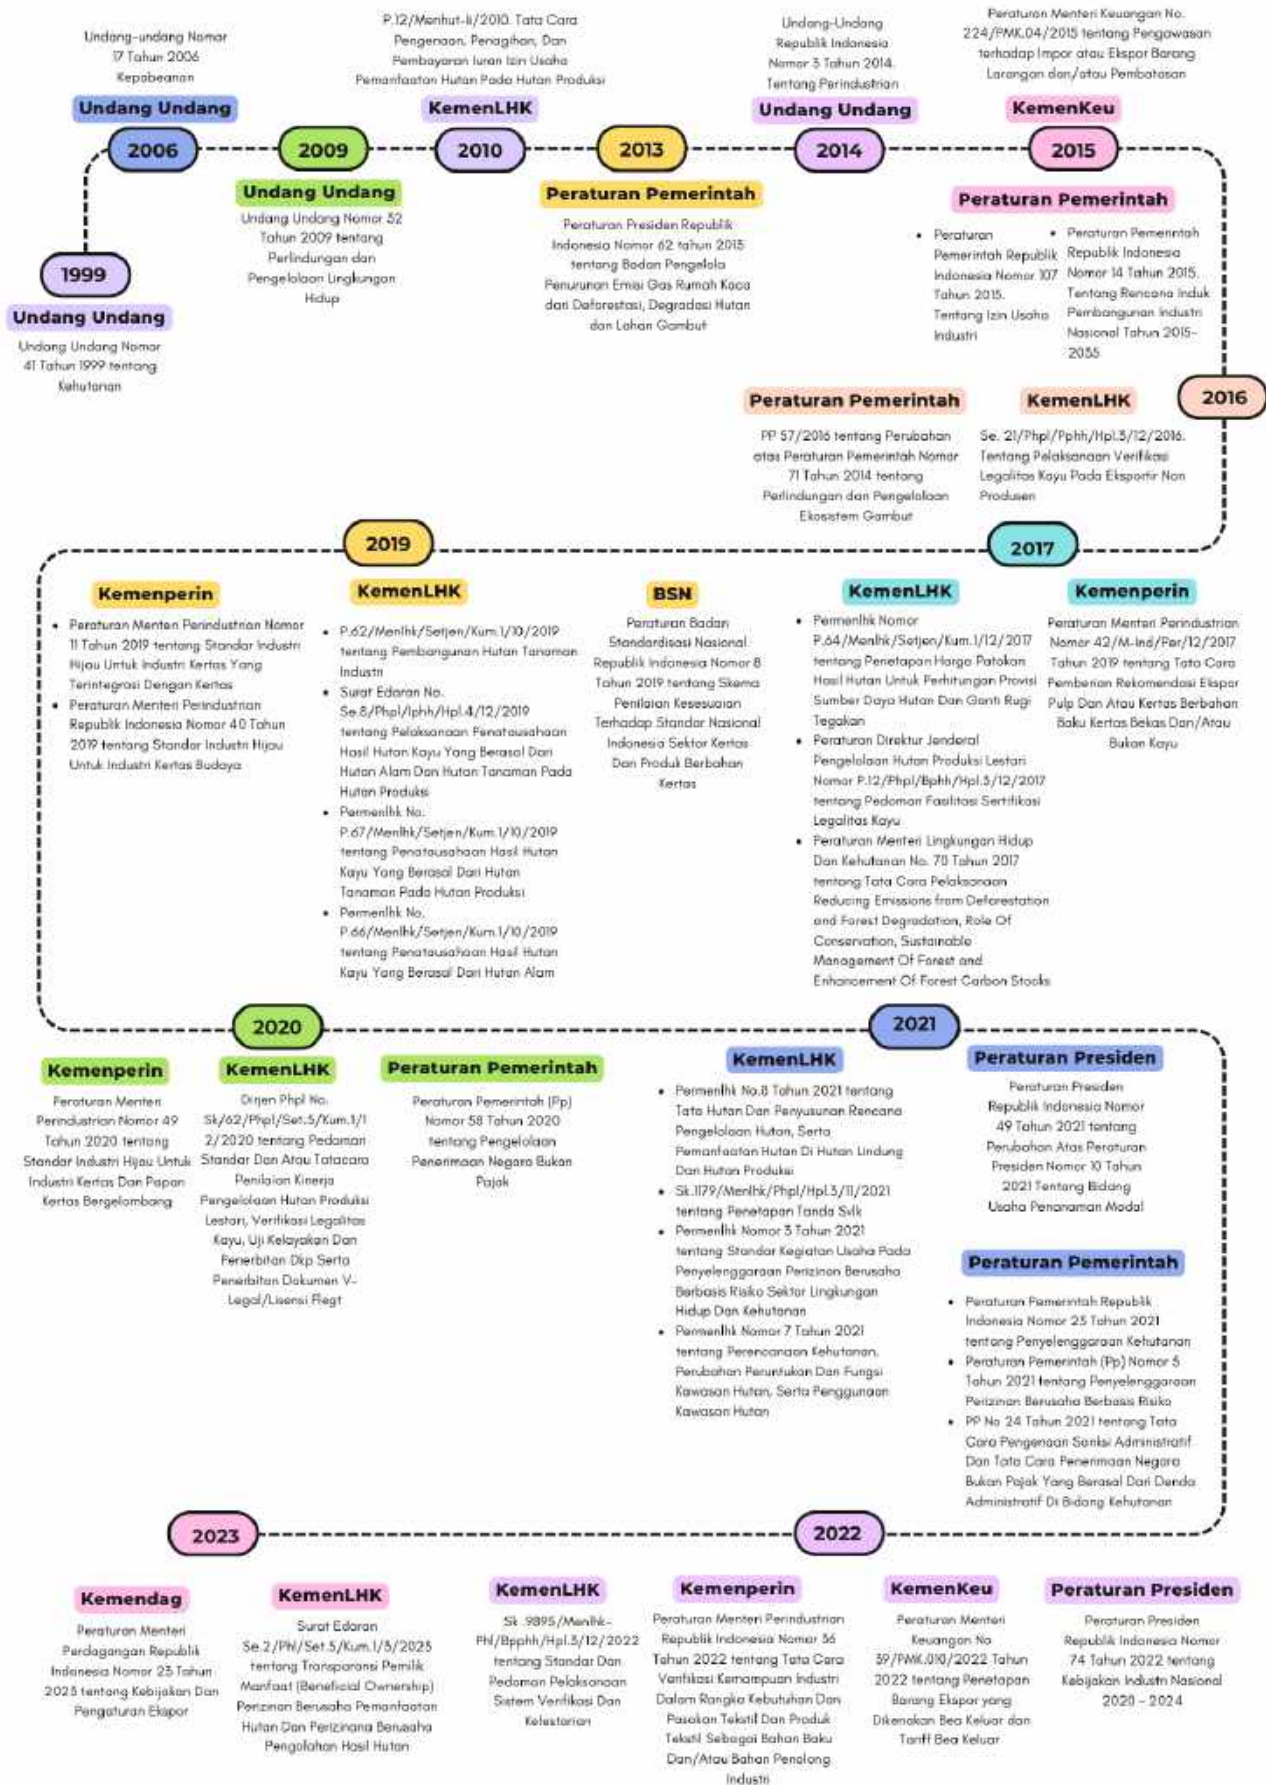 Undang-undang Nomor
17 Tahun 2006
Kepabeanan
Undang Undang
2006
2009
Undang Undang
Undang Undang Nomor 32
Tahun 2009 tentang
Perlindungan dan
Pengelolaan Lingkungan
Hidup
P.12/Menhut-Ii/2010. Tata Cara
Pengenaan, Penagihan, Dan
Pembayaran Iuran Izin Usaha
Pemanfaatan Hutan Pada Hutan Produksi
KemenLHK
2010
2013
Peraturan Pemerintah
Peraturan Presiden Republik
Indonesia Nomor 62 tahun 2013
tentang Badan Pengelola
Penurunan Emisi Gas Rumah Kaca
dari Deforestasi, Degradasi Hutan
dan Lahan Gambut
Undang-Undang
Republik Indonesia
Nomor 3 Tahun 2014.
Tentang Perindustrian
Undang Undang
2014
Peraturan Menteri Keuangan No.
224/PMK.04/2015 tentang Pengawasan
terhadap Impor atau Ekspor Barang
Larangan dan/atau Pembatasan
KemenKeu
2015
Peraturan Pemerintah
• Peraturan
Pemerintah Republik
Indonesia Nomor 107
Tahun 2015.
Tentang Izin Usaha
Industri
• Peraturan Pemerintah
Republik Indonesia
Nomor 14 Tahun 2015.
Tentang Rencana Induk
Pembangunan Industri
Nasional Tahun 2015-
2035
1999
Undang Undang
Undang Undang Nomor
41 Tahun 1999 tentang
Kehutanan
2016
Peraturan Pemerintah
PP 57/2016 tentang Perubahan
atas Peraturan Pemerintah Nomor
71 Tahun 2014 tentang
Perlindungan dan Pengelolaan
Ekosistem Gambut
KemenLHK
Se. 21/Phpl/Pphh/Hpl.3/12/2016.
Tentang Pelaksanaan Verifikasi
Legalitas Kayu Pada Eksportir Non
Produsen
2019
2017
Kemenperin
• Peraturan Menteri Perindustrian Nomor
11 Tahun 2019 tentang Standar Industri
Hijau Untuk Industri Kertas Yang
Terintegrasi Dengan Kertas
• Peraturan Menteri Perindustrian
Republik Indonesia Nomor 40 Tahun
2019 tentang Standar Industri Hijau
Untuk Industri Kertas Budaya
KemenLHK
• P.62/Menlhk/Setjen/Kum.1/10/2019
tentang Pembangunan Hutan Tanaman
Industri
• Surat Edaran No.
Se.8/Phpl/Iphh/Hpl.4/12/2019
tentang Pelaksanaan Penatausahaan
Hasil Hutan Kayu Yang Berasal Dari
Hutan Alam Dan Hutan Tanaman Pada
Hutan Produksi
• Permenlhk No.
P.67/Menlhk/Setjen/Kum.1/10/2019
tentang Penatausahaan Hasil Hutan
Kayu Yang Berasal Dari Hutan
Tanaman Pada Hutan Produksi
• Permenlhk No.
P.66/Menlhk/Setjen/Kum.1/10/2019
tentang Penatausahaan Hasil Hutan
Kayu Yang Berasal Dari Hutan Alam
BSN
Peraturan Badan
Standardisasi Nasional
Republik Indonesia Nomor 8
Tahun 2019 tentang Skema
Penilaian Kesesuaian
Terhadap Standar Nasional
Indonesia Sektor Kertas
Dan Produk Berbahan
Kertas
KemenLHK
• Permenlhk Nomor
P.64/Menlhk/Setjen/Kum.1/12/2017
tentang Penetapan Harga Patokan
Hasil Hutan Untuk Perhitungan Provisi
Sumber Daya Hutan Dan Ganti Rugi
Tegakan
• Peraturan Direktur Jenderal
Pengelolaan Hutan Produksi Lestari
Nomor P.12/Phpl/Bphh/Hpl.3/12/2017
tentang Pedoman Fasilitasi Sertifikasi
Legalitas Kayu
• Peraturan Menteri Lingkungan Hidup
Dan Kehutanan No. 70 Tahun 2017
tentang Tata Cara Pelaksanaan
Reducing Emissions from Deforestation
and Forest Degradation, Role Of
Conservation, Sustainable
Management Of Forest and
Enhancement Of Forest Carbon Stocks
Kemenperin
Peraturan Menteri Perindustrian
Nomor 42/M-Ind/Per/12/2017
Tahun 2019 tentang Tata Cara
Pemberian Rekomendasi Ekspor
Pulp Dan Atau Kertas Berbahan
Baku Kertas Bekas Dan/Atau
Bukan Kayu
2020
2021
Kemenperin
Peraturan Menteri
Perindustrian Nomor 49
Tahun 2020 tentang
Standar Industri Hijau Untuk
Industri Kertas Dan Papan
Kertas Bergelombang
KemenLHK
Dirjen Phpl No.
Sk/62/Phpl/Set.5/Kum.1/1
2/2020 tentang Pedoman
Standar Dan Atau Tatacara
Penilaian Kinerja
Pengelolaan Hutan Produksi
Lestari, Verifikasi Legalitas
Kayu, Uji Kelayakan Dan
Penerbitan Dkp Serta
Penerbitan Dokumen V-
Legal/Lisensi Flegt
Peraturan Pemerintah
Peraturan Pemerintah (Pp)
Nomor 58 Tahun 2020
tentang Pengelolaan
Penerimaan Negara Bukan
Pajak
KemenLHK
• Permenlhk No.8 Tahun 2021 tentang
Tata Hutan Dan Penyusunan Rencana
Pengelolaan Hutan, Serta
Pemanfaatan Hutan Di Hutan Lindung
Dan Hutan Produksi
• Sk.1179/Menlhk/Phpl/Hpl.3/11/2021
tentang Penetapan Tanda Svlk
• Permenlhk Nomor 3 Tahun 2021
tentang Standar Kegiatan Usaha Pada
Penyelenggaraan Perizinan Berusaha
Berbasis Risiko Sektor Lingkungan
Hidup Dan Kehutanan
• Permenlhk Nomor 7 Tahun 2021
tentang Perencanaan Kehutanan,
Perubahan Peruntukan Dan Fungsi
Kawasan Hutan, Serta Penggunaan
Kawasan Hutan
Peraturan Presiden
Peraturan Presiden
Republik Indonesia Nomor
49 Tahun 2021 tentang
Perubahan Atas Peraturan
Presiden Nomor 10 Tahun
2021 Tentang Bidang
Usaha Penanaman Modal
Peraturan Pemerintah
• Peraturan Pemerintah Republik
Indonesia Nomor 23 Tahun 2021
tentang Penyelenggaraan Kehutanan
• Peraturan Pemerintah (Pp) Nomor 5
Tahun 2021 tentang Penyelenggaraan
Perizinan Berusaha Berbasis Risiko
• PP No 24 Tahun 2021 tentang Tata
Cara Pengenaan Sanksi Administratif
Dan Tata Cara Penerimaan Negara
Bukan Pajak Yang Berasal Dari Denda
Administratif Di Bidang Kehutanan
2023
2022
Kemendag
Peraturan Menteri
Perdagangan Republik
Indonesia Nomor 23 Tahun
2023 tentang Kebijakan Dan
Pengaturan Ekspor
KemenLHK
Surat Edaran
Se.2/Phl/Set.5/Kum.1/3/2023
tentang Transparansi Pemilik
Manfaat (Beneficial Ownership)
Perizinan Berusaha Pemanfaatan
Hutan Dan Perizinana Berusaha
Pengolahan Hasil Hutan
KemenLHK
Sk .9895/Menlhk-
Phl/Bpphh/Hpl.3/12/2022
tentang Standar Dan
Pedoman Pelaksanaan
Sistem Verifikasi Dan
Kelestarian
Kemenperin
Peraturan Menteri Perindustrian
Republik Indonesia Nomor 36
Tahun 2022 tentang Tata Cara
Verifikasi Kemampuan Industri
Dalam Rangka Kebutuhan Dan
Pasokan Tekstil Dan Produk
Tekstil Sebagai Bahan Baku
Dan/Atau Bahan Penolong
Industri
KemenKeu
Peraturan Menteri
Keuangan No
39/PMK.010/2022 Tahun
2022 tentang Penetapan
Barang Ekspor yang
Dikenakan Bea Keluar dan
Tariff Bea Keluar
Peraturan Presiden
Peraturan Presiden
Republik Indonesia Nomor
74 Tahun 2022 tentang
Kebijakan Industri Nasional
2020 - 2024